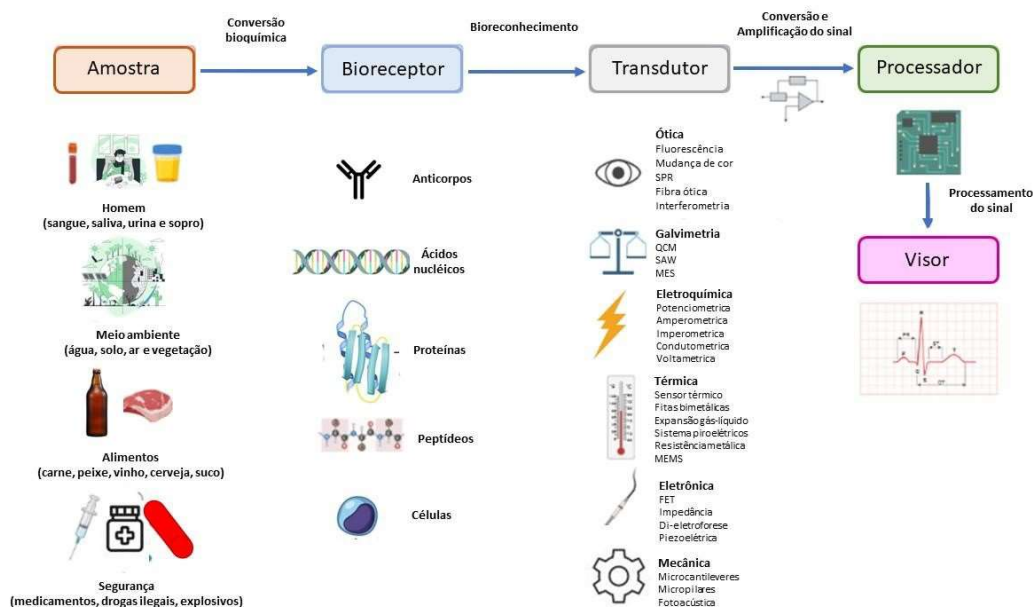 Conversão
bioquímica
Bioreconhecimento
Conversão e
Amplificação do sinal
Amostra
Bioreceptor
Transdutor
Processador
Homem
(sangue, saliva, urina e sopro)
Meio ambiente
(água, solo, ar e vegetação)
Alimentos
(carne, peixe, vinho, cerveja, suco)
Segurança
(medicamentos, drogas ilegais, explosivos)
Anticorpos
Ácidos
nucléicos
Proteínas
Peptídeos
Células
Ótica
Fluorescência
Mudança de cor
SPR
Fibra ótica
Interferometria
Galvimetria
QCM
SAW
MES
Eletroquímica
Potenciometrica
Amperometrica
Imperometrica
Condutometrica
Voltametrica
Térmica
Sensor térmico
Fitas bimetálicas
Expansão gás-líquido
Sistema piroelétricos
Resistência metálica
MEMS
Eletrônica
FET
Impedância
Di-eletroforese
Piezoelétrica
Mecânica
Microcantileveres
Micropilares
Fotoacústica
Processamento
do sinal
Visor
R
P
T
Q
S